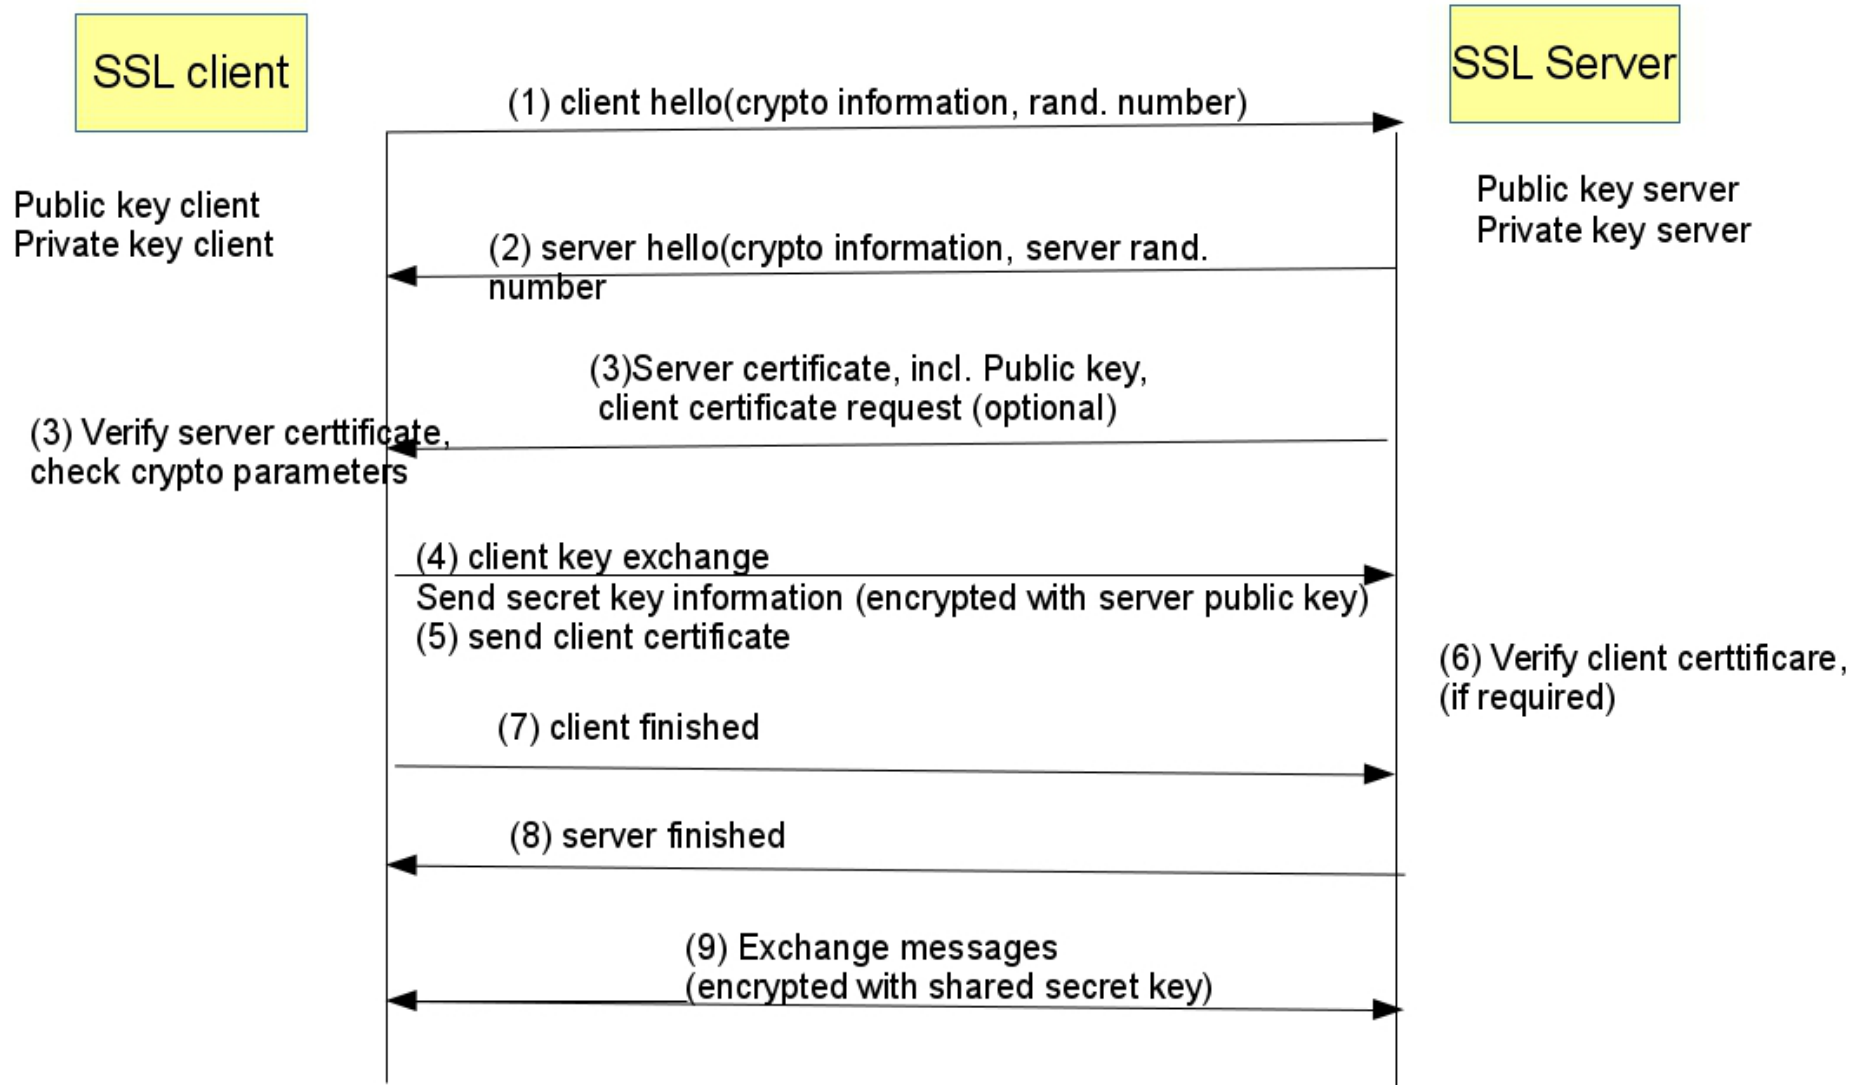 SSL client
SSL Server
(1) client hello(crypto information, rand. number)
Public key client
Private key client
Public key server
Private key server
(2) server hello(crypto information, server rand.
number
(3)Server certificate, incl. Public key,
client certificate request (optional)
(3) Verify server certtificate,
check crypto parameters
(4) client key exchange
Send secret key information (encrypted with server public key)
(5) send client certificate
(6) Verify client certtificare,
(if required)
(7) client finished
(8) server finished
(9) Exchange messages
(encrypted with shared secret key)